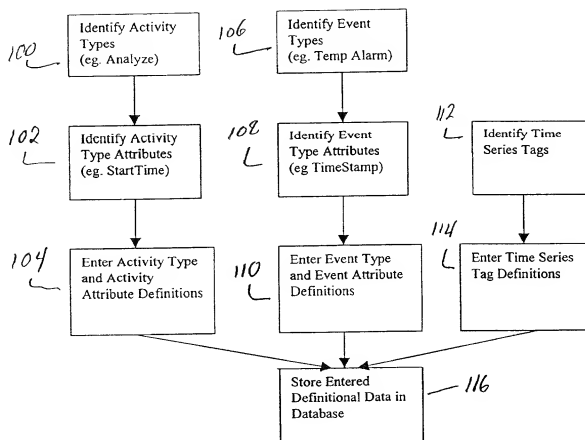 100
Identify Activity
Types
(eg. Analyze)
106
Identify Event
Types
(eg. Temp Alarm)
102
Identify Activity
Type Attributes
(eg. StartTime)
108
Identify Event
Type Attributes
(eg TimeStamp)
112
Identify Time
Series Tags
104
Enter Activity Type
and Activity
Attribute Definitions
110
Enter Event Type
and Event Attribute
Definitions
114
Enter Time Series
Tag Definitions
Store Entered
Definitional Data in
Database
116